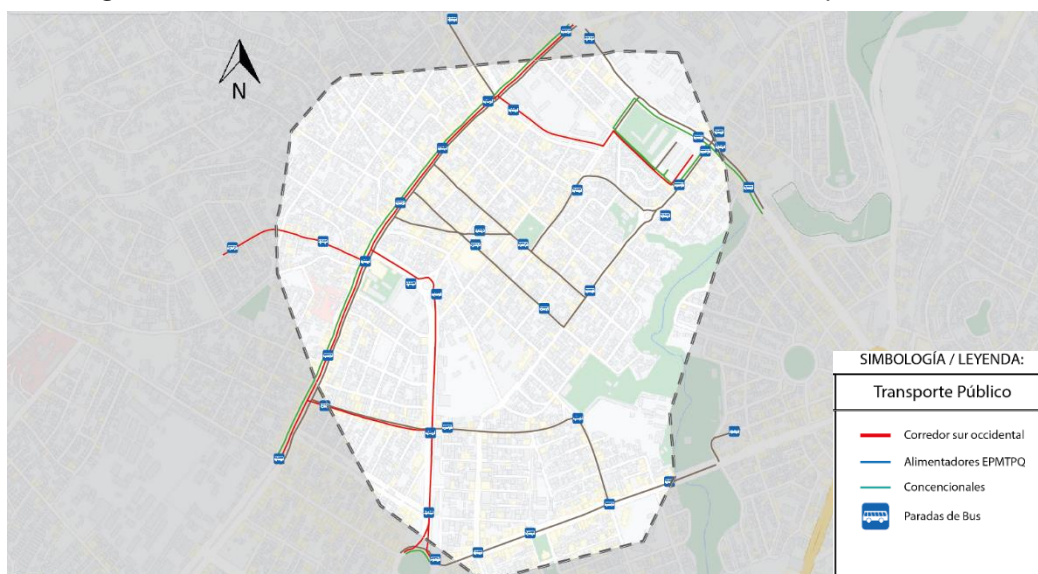 N
SIMBOLOGÍA / LEYENDA:
Transporte Público
Corredor sur occidental
Alimentadores EPMTPQ
Concencionales
Paradas de Bus